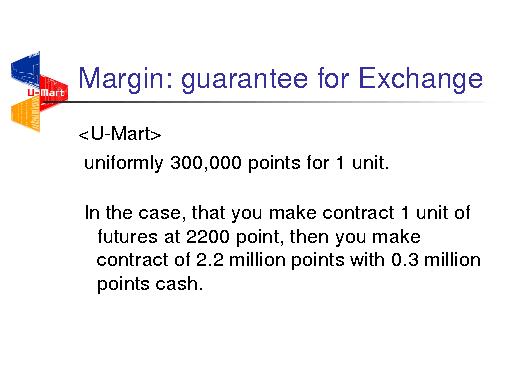 Margin: guarantee for Exchange
U-Mart
<U-Mart>
uniformly 300,000 points for 1 unit.
In the case, that you make contract 1 unit of
futures at 2200 point, then you make
contract of 2.2 million points with 0.3 million
points cash.